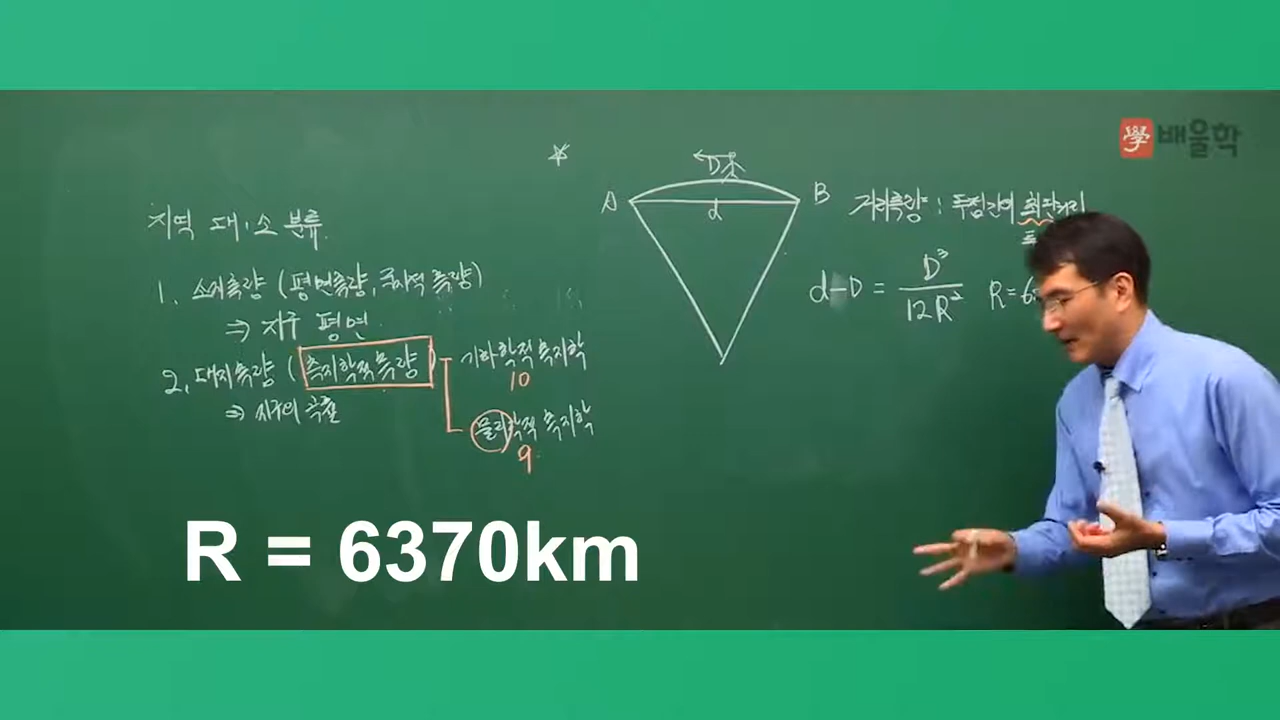 學 배울학
지역 대·소 분류
1. 소지측량 (평면측량, 국지적 측량)
⇒ 지구 평면
2. 대지측량 (측지학적 측량)
⇒ 지구의 곡률
기하학적 측지학
10
물리학적 측지학
9
☆
D
A d B
거리측량 : 두점간의 최단거리
d-D = D³/12R² R=6
R = 6370km